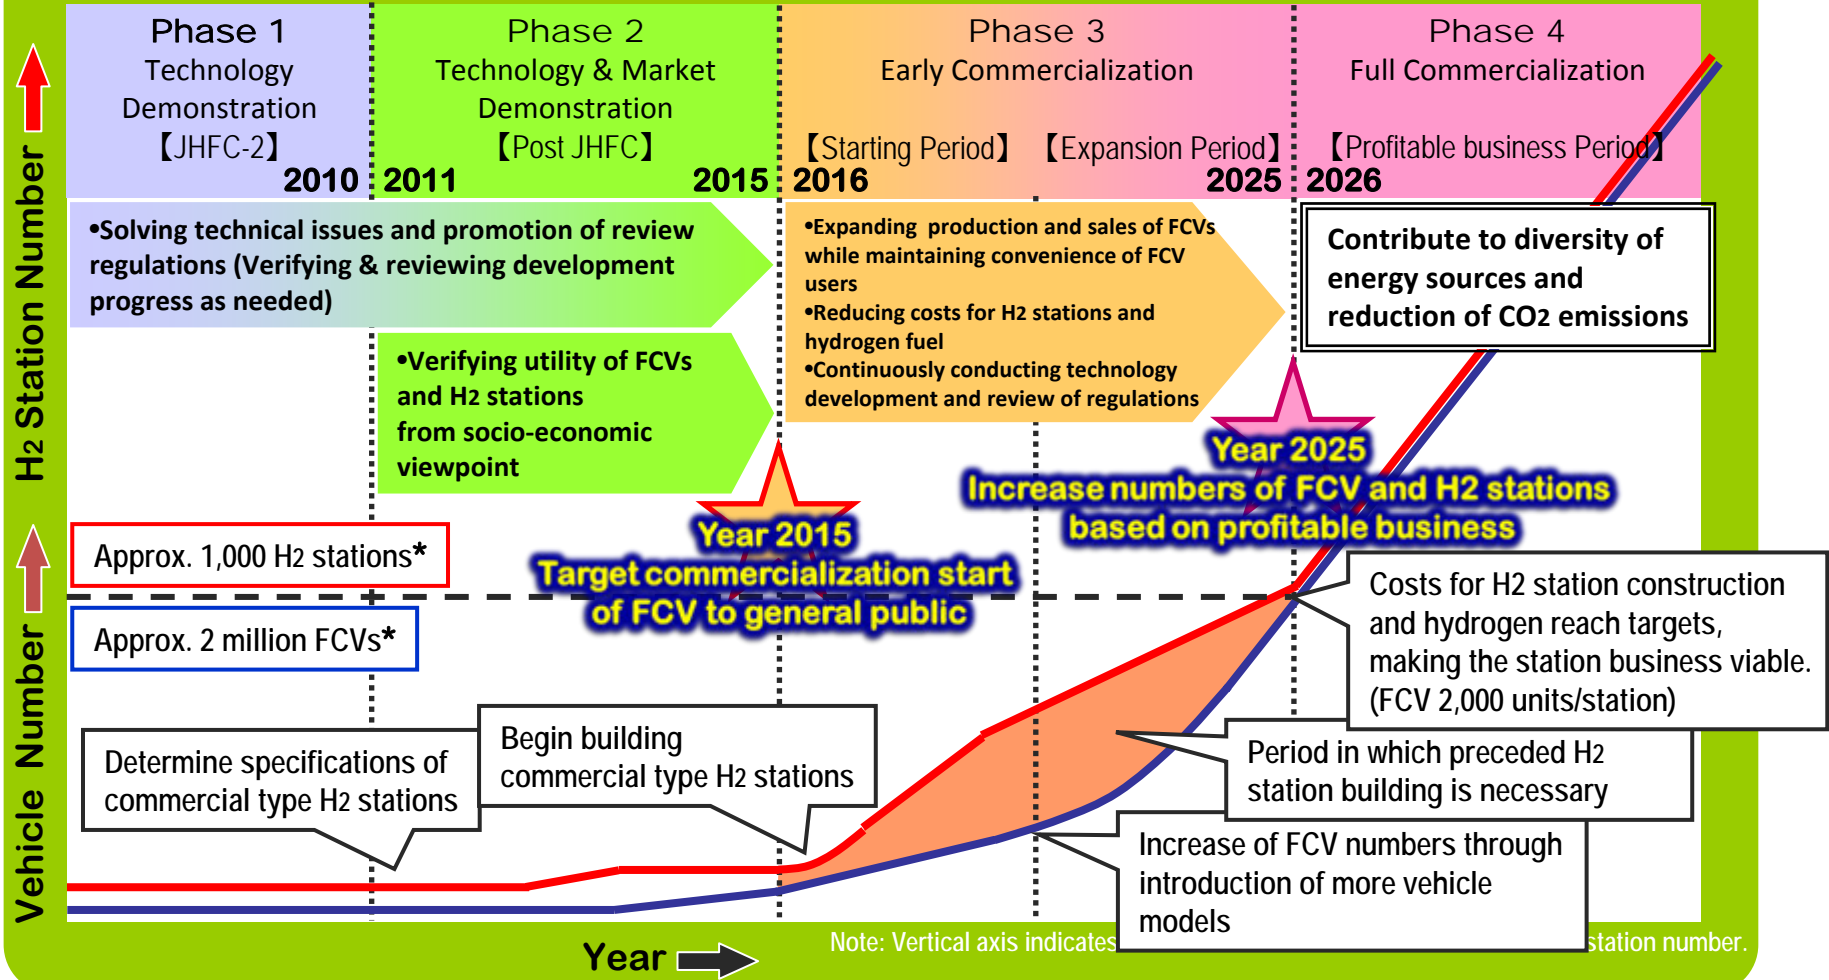 Phase 1
Technology
Demonstration
【JHFC-2】
2010
Phase 2
Technology & Market
Demonstration
【Post JHFC】
2011
2015
Phase 3
Early Commercialization
【Starting Period】
【Expansion Period】
2016
2025
Phase 4
Full Commercialization
【Profitable business Period】
2026
H2 Station Number
Vehicle Number
•Solving technical issues and promotion of review
regulations (Verifying & reviewing development
progress as needed)
•Verifying utility of FCVs
and H2 stations
from socio-economic
viewpoint
•Expanding production and sales of FCVs
while maintaining convenience of FCV
users
•Reducing costs for H2 stations and
hydrogen fuel
•Continuously conducting technology
development and review of regulations
Contribute to diversity of
energy sources and
reduction of CO2 emissions
Year 2025
Increase numbers of FCV and H2 stations
based on profitable business
Year 2015
Target commercialization start
of FCV to general public
Approx. 1,000 H2 stations*
Approx. 2 million FCVs*
Costs for H2 station construction
and hydrogen reach targets,
making the station business viable.
(FCV 2,000 units/station)
Determine specifications of
commercial type H2 stations
Begin building
commercial type H2 stations
Period in which preceded H2
station building is necessary
Increase of FCV numbers through
introduction of more vehicle
models
Year
Note: Vertical axis indicates station number.